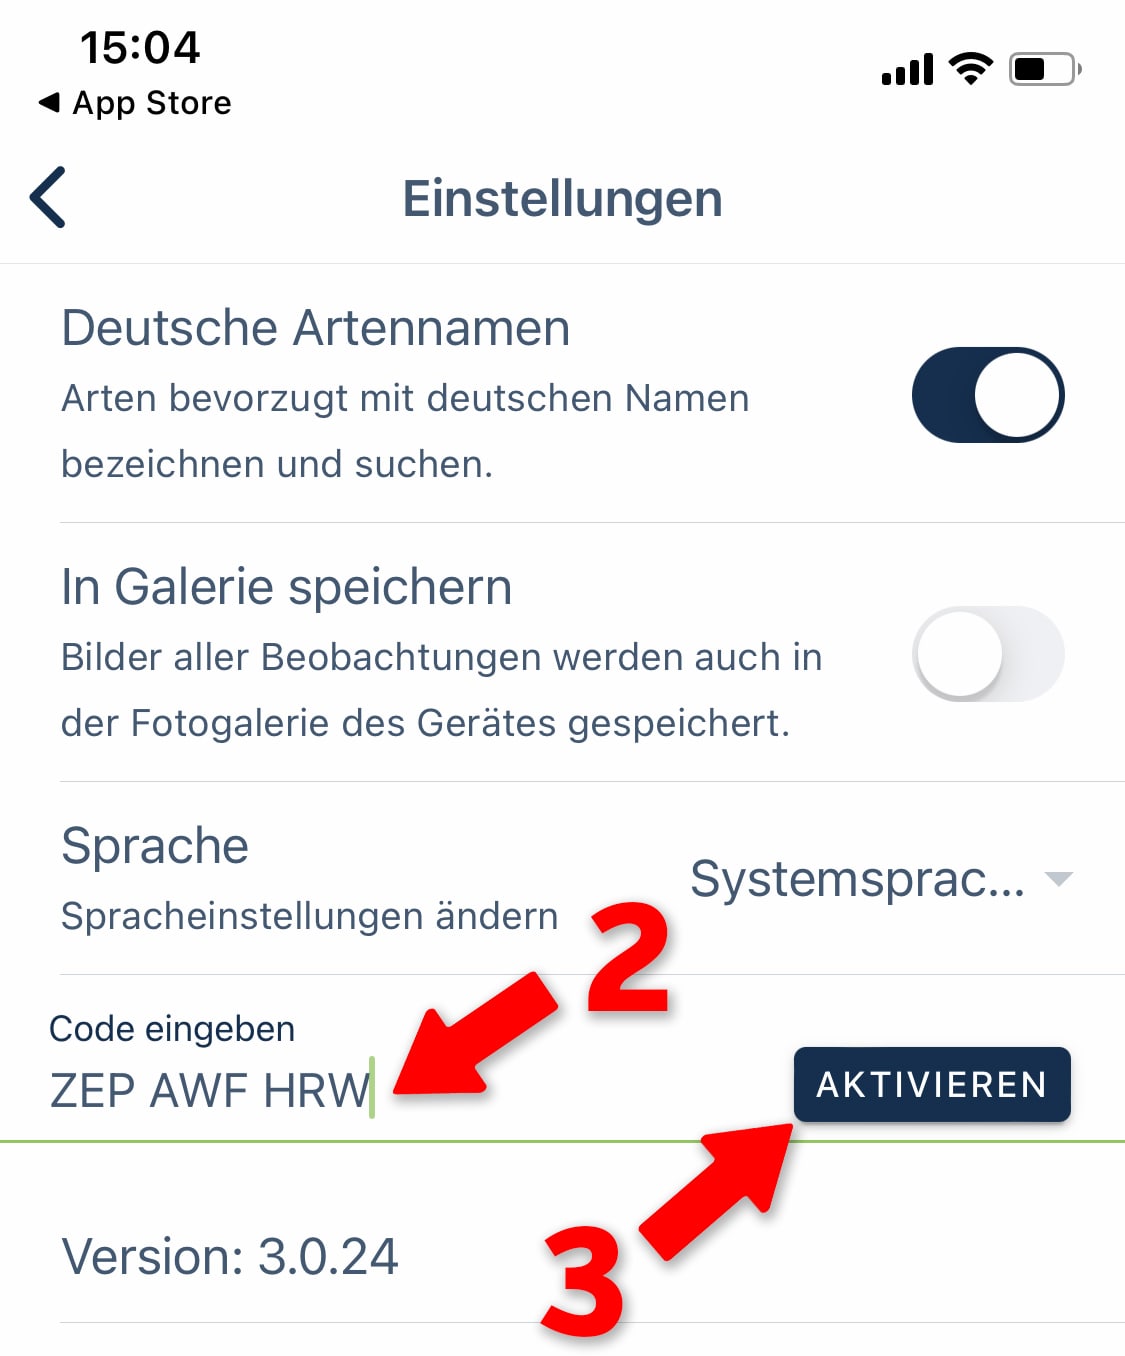 15:04
App Store
Einstellungen
Deutsche Artennamen
Arten bevorzugt mit deutschen Namen
bezeichnen und suchen.
In Galerie speichern
Bilder aller Beobachtungen werden auch in
der Fotogalerie des Gerätes gespeichert.
Sprache
Systemsprac...
Spracheinstellungen ändern
2
Code eingeben
ZEP AWF HRW
AKTIVIEREN
3
Version: 3.0.24